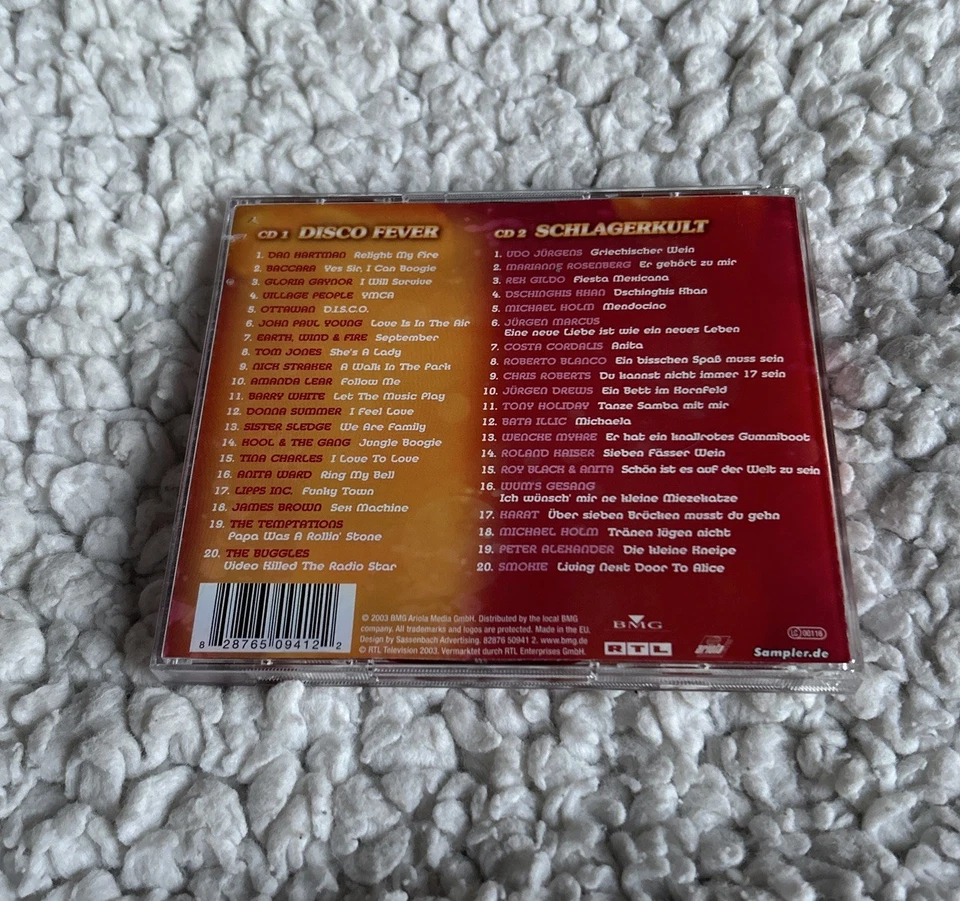 CD 1 DISCO FEVER
1. DAN HARTMAN Relight My Fire
2. BACCARA Yes Sir, I Can Boogie
3. GLORIA GAYNOR I Will Survive
4. VILLAGE PEOPLE YMCA
5. OTTAWAN D.I.S.C.O.
6. JOHN PAUL YOUNG Love Is In The Air
7. EARTH, WIND & FIRE September
8. TOM JONES She's A Lady
9. NICK STRAKER A Walk In The Park
10. AMANDA LEAR Follow Me
11. BARRY WHITE Let The Music Play
12. DONNA SUMMER I Feel Love
13. SISTER SLEDGE We Are Family
14. KOOL & THE GANG Jungle Boogie
15. TINA CHARLES I Love To Love
16. ANITA WARD Ring My Bell
17. LIPPS INC. Funky Town
18. JAMES BROWN Sex Machine
19. THE TEMPTATIONS
Papa Was A Rollin' Stone
20. THE BUGGLES
Video Killed The Radio Star
CD 2 SCHLAGERKULT
1. UDO JÜRGENS Griechischer Wein
2. MARIANNE ROSENBERG Er gehört zu mir
3. REX GILDO Fiesta Mexicana
4. DSCHINGHIS KHAN Dschinghis Khan
5. MICHAEL HOLM Mendocino
6. JÜRGEN MARCUS
Eine neue Liebe ist wie ein neues Leben
7. COSTA CORDALIS Anita
8. ROBERTO BLANCO Ein bisschen Spaß muss sein
9. CHRIS ROBERTS Du kannst nicht immer 17 sein
10. JÜRGEN DREWS Ein Bett im Kornfeld
11. TONY HOLIDAY Tanze Samba mit mir
12. BATA ILLIC Michaela
13. WENCKE MYHRE Er hat ein knallrotes Gummiboot
14. ROLAND KAISER Sieben Fässer Wein
15. ROY BLACK & ANITA Schön ist es auf der Welt zu sein
16. WUM'S GESANG
Ich wünsch' mir ne kleine Miezekatze
17. KARAT Über sieben Brücken musst du gehn
18. MICHAEL HOLM Tränen lügen nicht
19. PETER ALEXANDER Die kleine Kneipe
20. SMOKIE Living Next Door To Alice
8 28765 09412 2
© 2003 BMG Ariola Media GmbH. Distributed by the local BMG
company. All trademarks and logos are protected. Made in the EU.
Design by Sassenbach Advertising. 82876 50941 2. www.bmg.de
© RTL Television 2003. Vermarktet durch RTL Enterprises GmbH.
BMG
RTL
LC 00116
Sampler.de